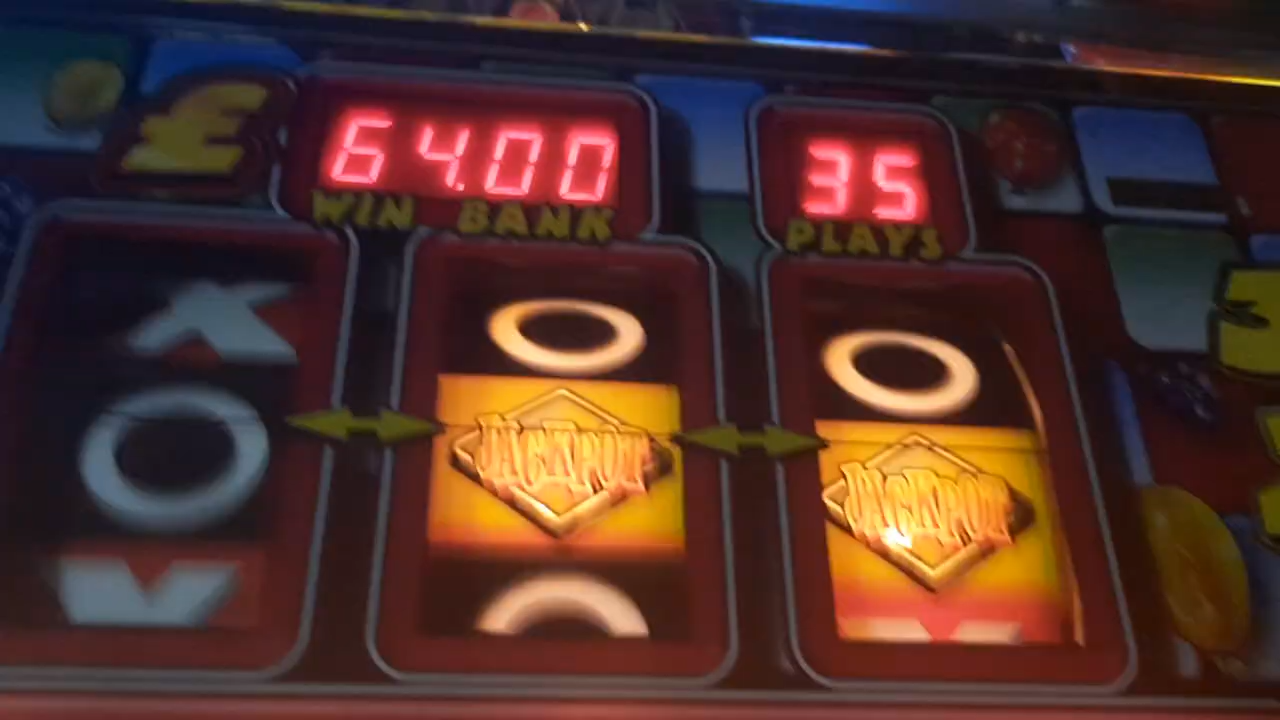 £ 64.00 35
WIN BANK PLAYS
X O O
O JACKPOT JACKPOT
X O X